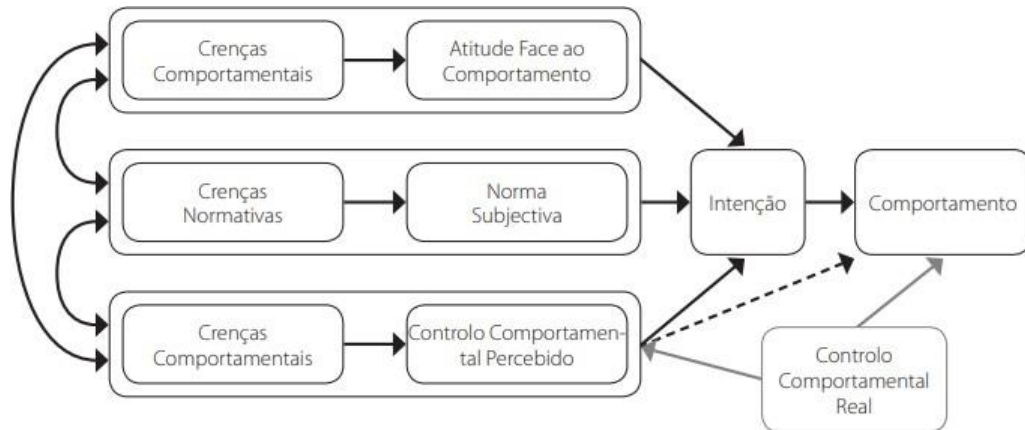 Crenças
Comportamentais
Atitude Face ao
Comportamento
Crenças
Normativas
Norma
Subjectiva
Intenção
Comportamento
Crenças
Comportamentais
Controlo Comportamen-
tal Percebido
Controlo
Comportamental
Real